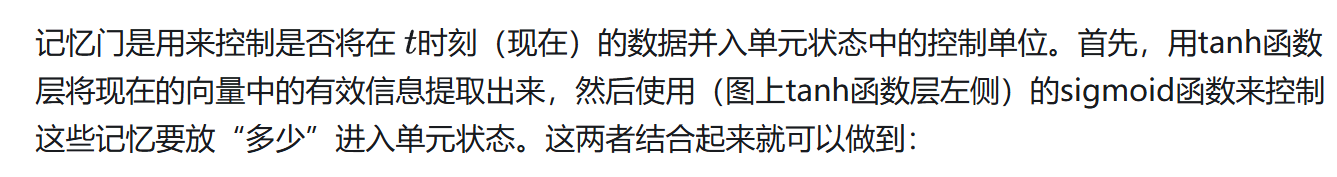 记忆门是用来控制是否将在 t时刻（现在）的数据并入单元状态中的控制单位。首先，用tanh函数
层将现在的向量中的有效信息提取出来，然后使用（图上tanh函数层左侧）的sigmoid函数来控制
这些记忆要放“多少”进入单元状态。这两者结合起来就可以做到：